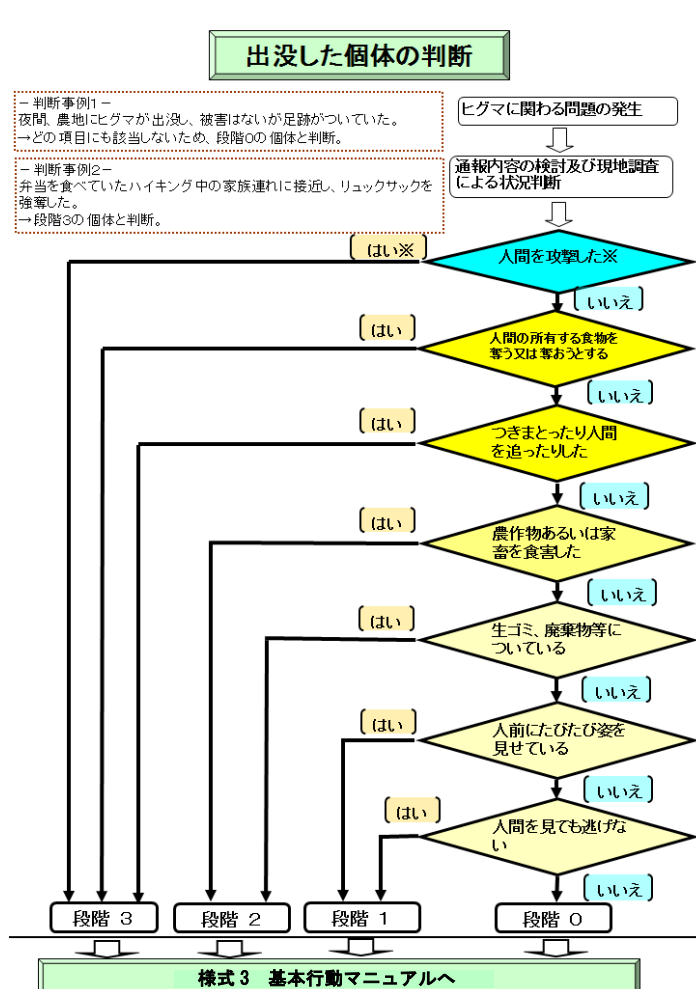 出没した個体の判断
－判断事例1－
夜間、農地にヒグマが出没し、被害はないが足跡がついていた。
→どの項目にも該当しないため、段階0の個体と判断。
－判断事例2－
弁当を食べていたハイキング中の家族連れに接近し、リュックサックを
強奪した。
→段階3の個体と判断。
ヒグマに関わる問題の発生
通報内容の検討及び現地調査
による状況判断
はい※
人間を攻撃した※
いいえ
はい
人間の所有する食物を
奪う又は奪おうとする
いいえ
はい
つきまとったり人間
を追ったりした
いいえ
はい
農作物あるいは家
畜を食害した
いいえ
はい
生ゴミ、廃棄物等に
ついている
いいえ
はい
人前にたびたび姿を
見せている
いいえ
はい
人間を見ても逃げな
い
いいえ
段階 3
段階 2
段階 1
段階 0
様式3 基本行動マニュアルへ